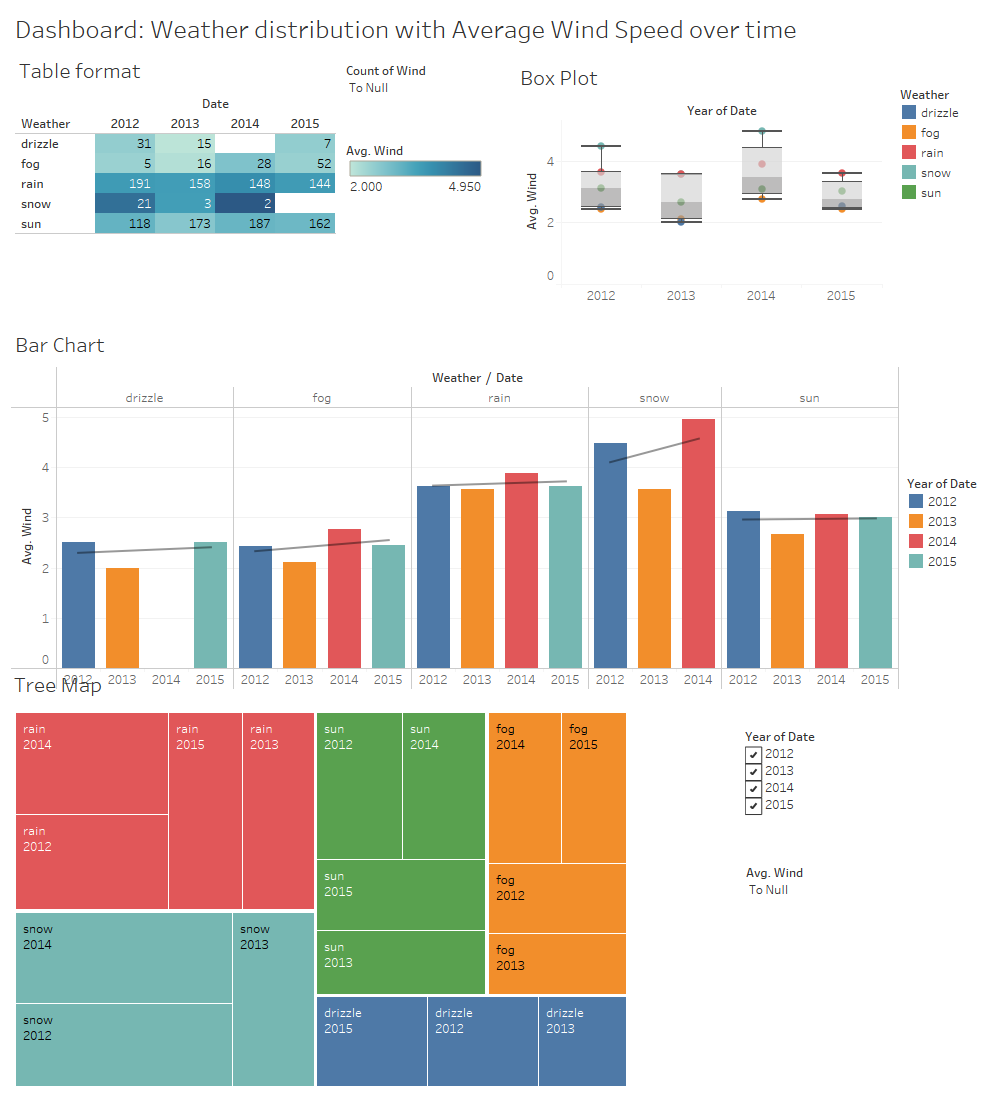 Dashboard: Weather distribution with Average Wind Speed over time
Table format
Date
Weather 2012 2013 2014 2015
drizzle 31 15 7
fog 5 16 28 52
rain 191 158 148 144
snow 21 3 2
sun 118 173 187 162
Count of Wind
To Null
Avg. Wind
2.000 4.950
Box Plot
Year of Date
Avg. Wind
4
2
0
2012 2013 2014 2015
Weather
drizzle
fog
rain
snow
sun
Bar Chart
Weather / Date
drizzle fog rain snow sun
Avg. Wind
5
4
3
2
1
0
2012 2013 2014 2015 2012 2013 2014 2015 2012 2013 2014 2015 2012 2013 2014 2012 2013 2014 2015
Year of Date
2012
2013
2014
2015
Tree Map
rain
2014
rain
2012
rain
2015
rain
2013
snow
2014
snow
2012
snow
2013
sun
2012
sun
2014
sun
2015
sun
2013
fog
2014
fog
2015
fog
2012
fog
2013
drizzle
2015
drizzle
2012
drizzle
2013
Year of Date
2012
2013
2014
2015
Avg. Wind
To Null